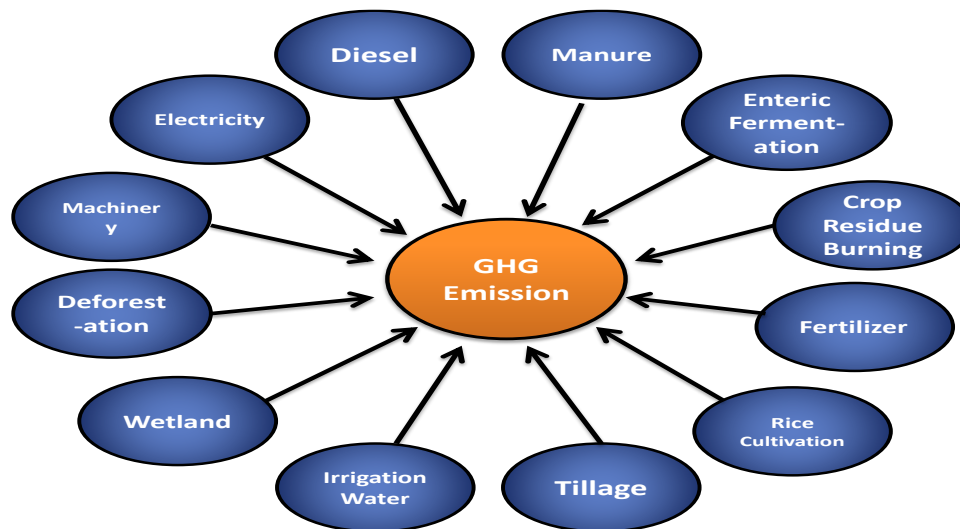 Diesel
Manure
Electricity
Enteric
Ferment-
ation
Machiner
y
Crop
Residue
Burning
GHG
Emission
Deforest
-ation
Fertilizer
Wetland
Rice
Cultivation
Irrigation
Water
Tillage